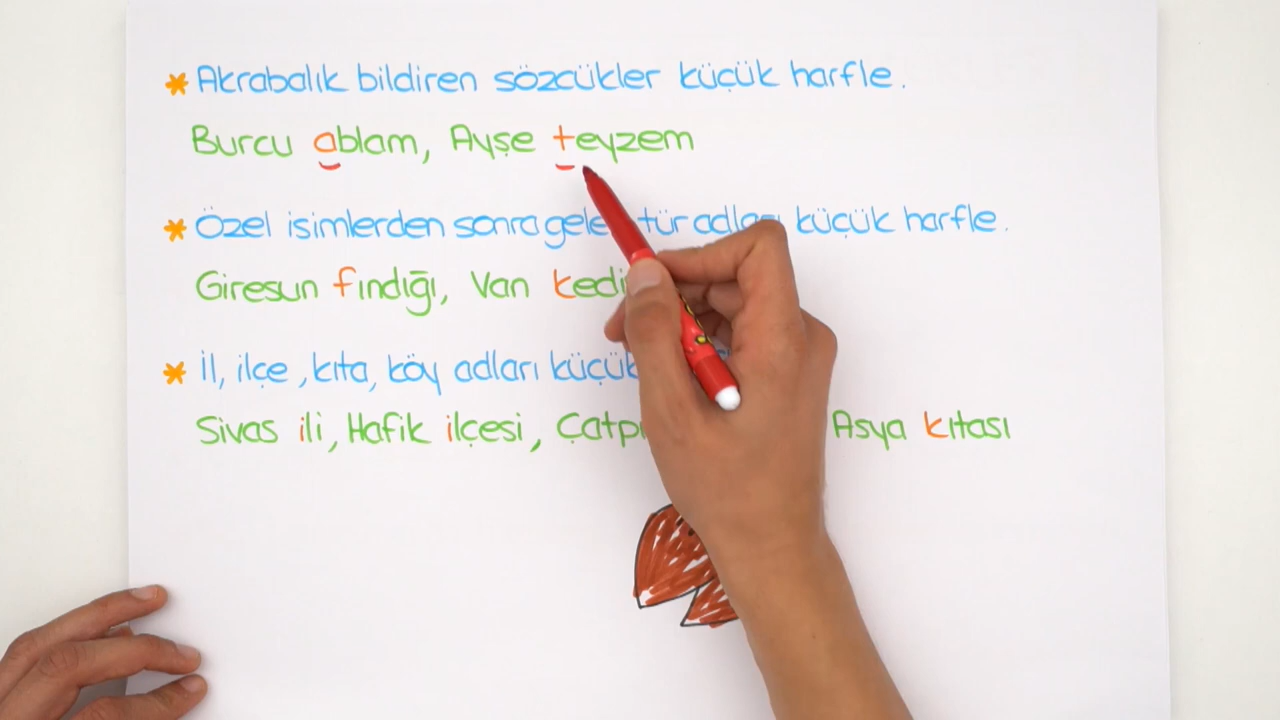 * Akrabalık bildiren sözcükler küçük harfle.
Burcu ablam, Ayşe teyzem
* Özel isimlerden sonra gelen tür adları küçük harfle.
Giresun fındığı, Van
* İl, ilçe, kıta, köy adları küçük
Sivas ili, Hafik ilçesi, Asya kıtası